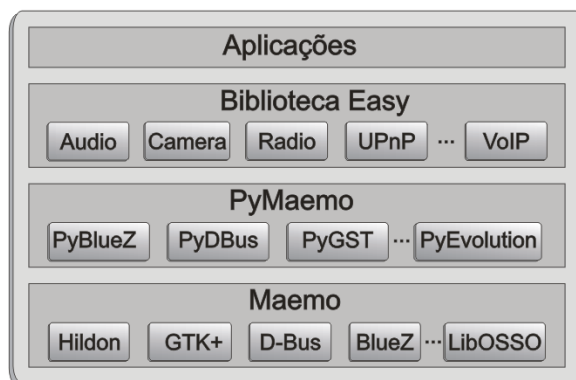 Aplicações
Biblioteca Easy
Audio Camera Radio UPnP ... VoIP
PyMaemo
PyBlueZ PyDBus PyGST ... PyEvolution
Maemo
Hildon GTK+ D-Bus BlueZ ... LibOSSO